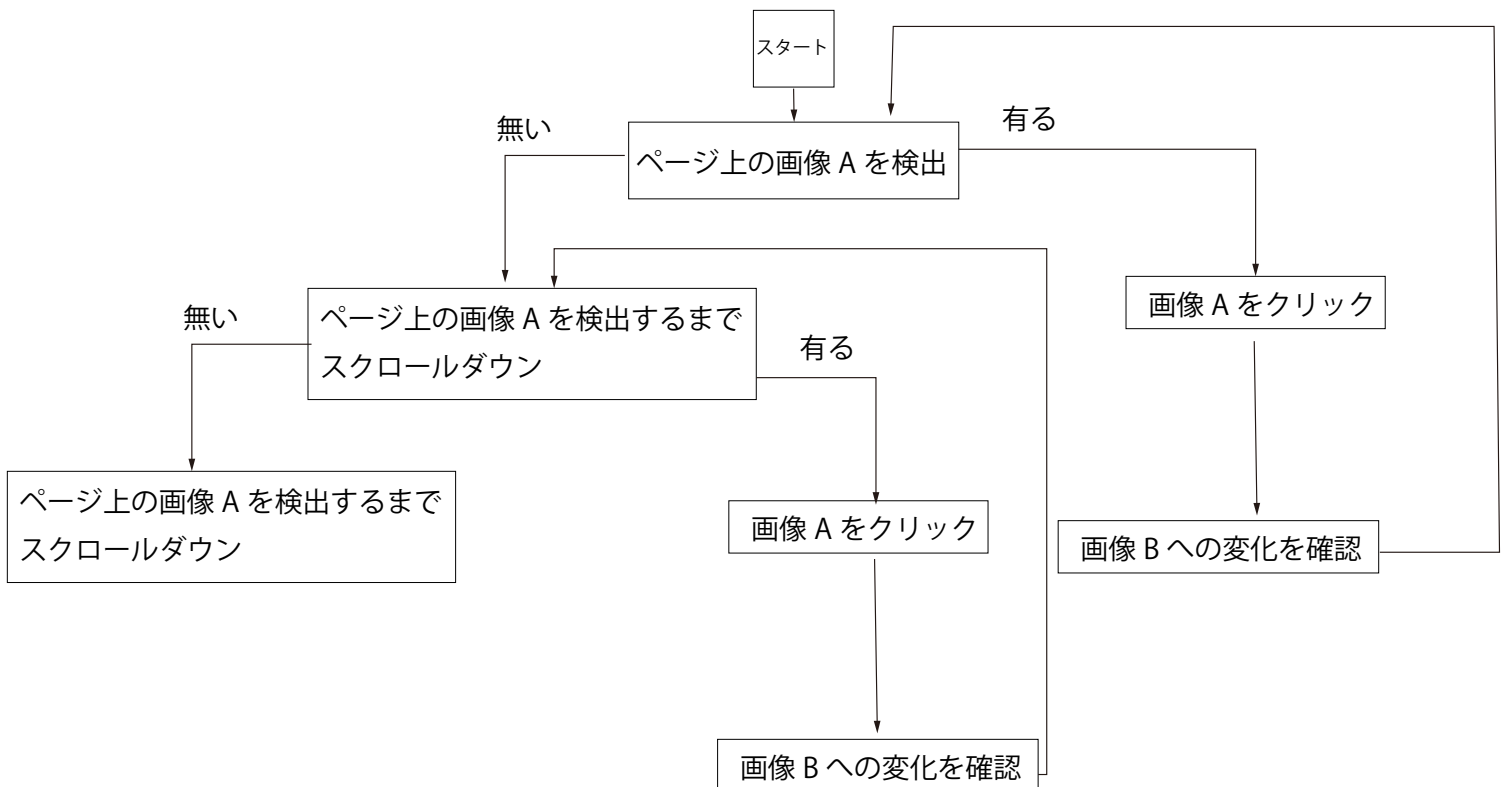 スタート
無い
有る
ページ上の画像 A を検出
画像 A をクリック
無い
ページ上の画像 A を検出するまで
スクロールダウン
有る
ページ上の画像 A を検出するまで
スクロールダウン
画像 A をクリック
画像 B への変化を確認
画像 B への変化を確認